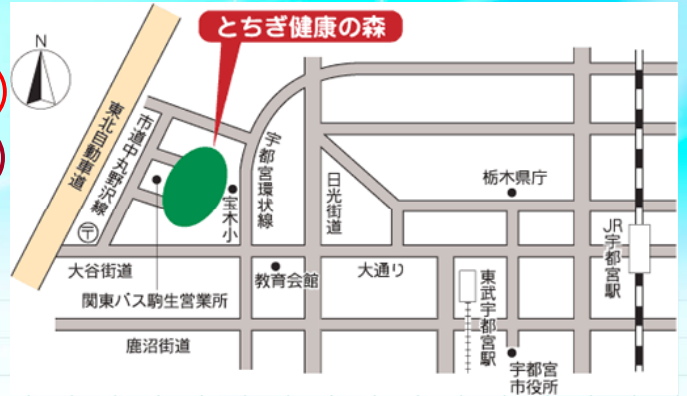 とちぎ健康の森
N
東北自動車道
市道中丸野沢線
宇都宮環状線
宝木小
日光街道
栃木県庁
JR宇都宮駅
〒
大谷街道
教育会館
大通り
関東バス駒生営業所
東武宇都宮駅
鹿沼街道
宇都宮
市役所